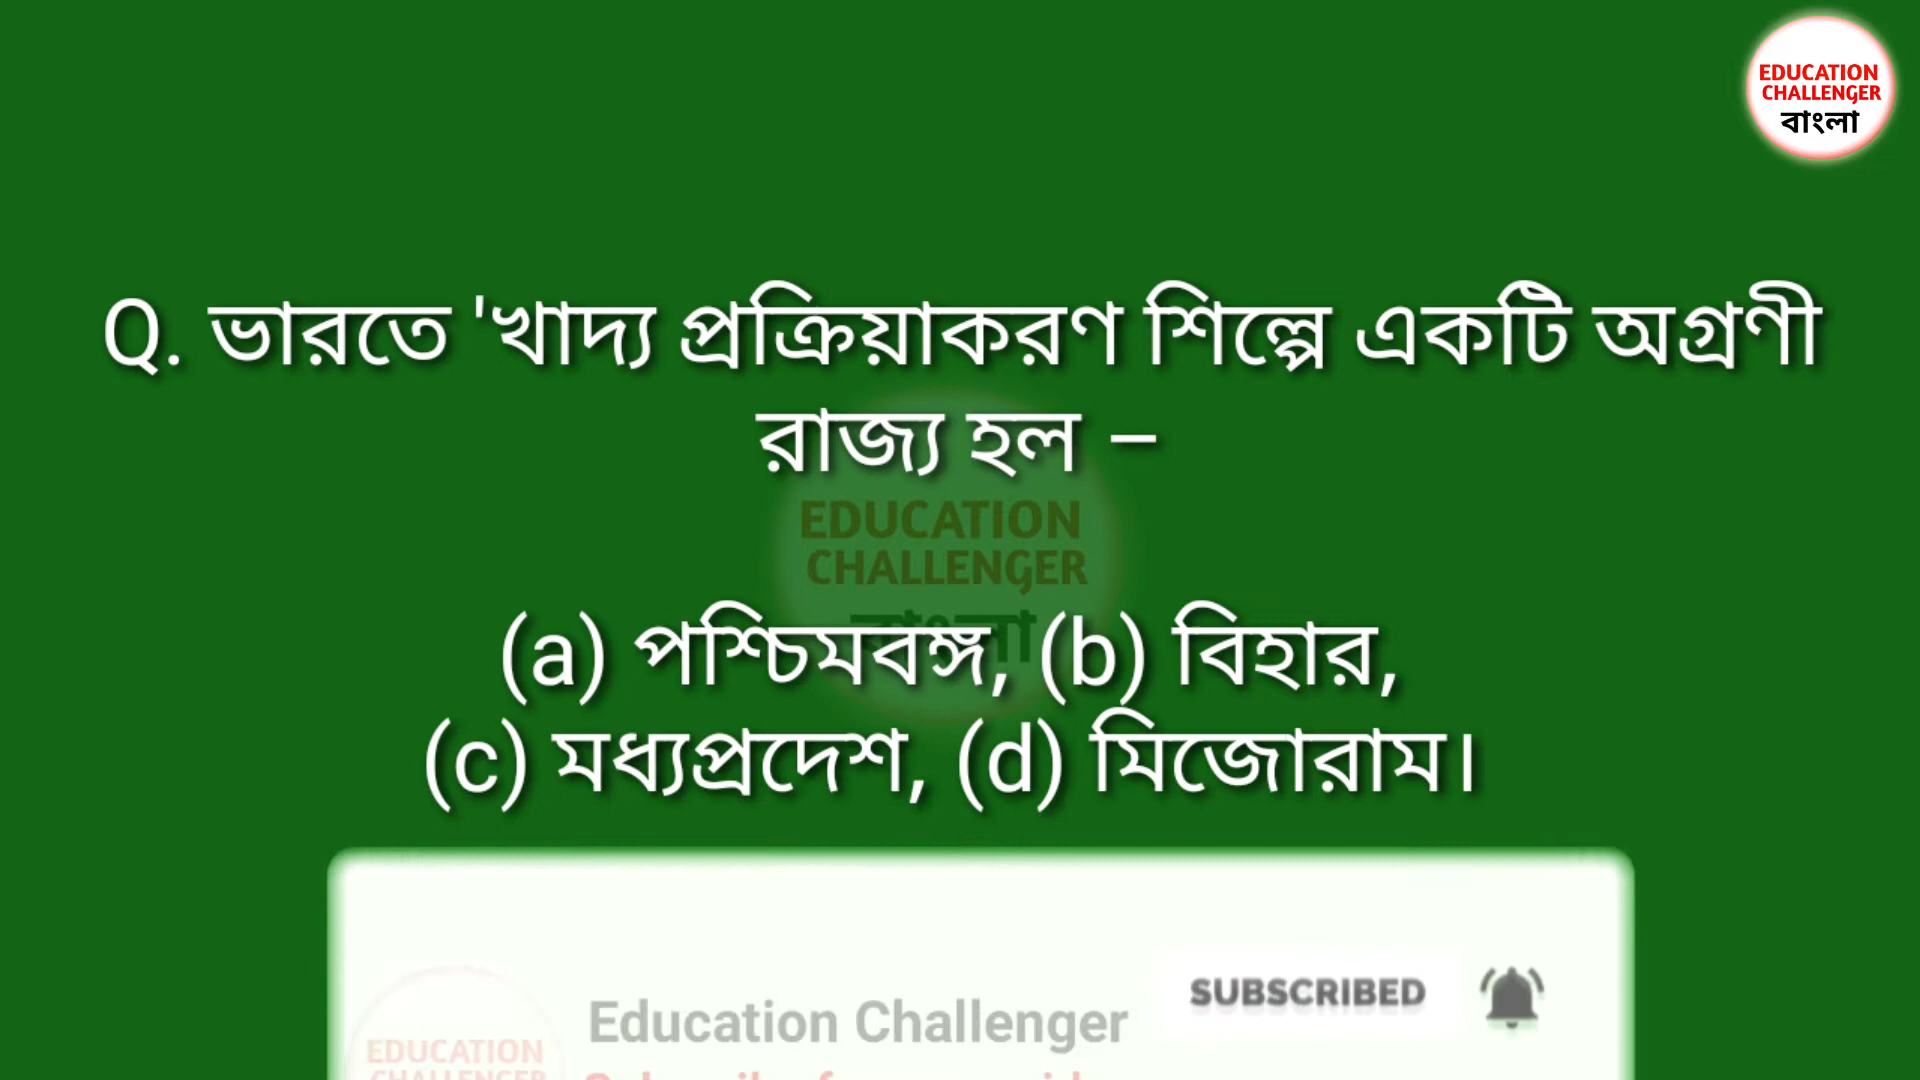 EDUCATION
CHALLENGER
বাংলা
Q. ভারতে 'খাদ্য প্রক্রিয়াকরণ শিল্পে একটি অগ্রণী
রাজ্য হল –
EDUCATION
CHALLENGER
বাংলা
(a) পশ্চিমবঙ্গ, (b) বিহার,
(c) মধ্যপ্রদেশ, (d) মিজোরাম।
SUBSCRIBED
Education Challenger
EDUCATION
CHALLENGER